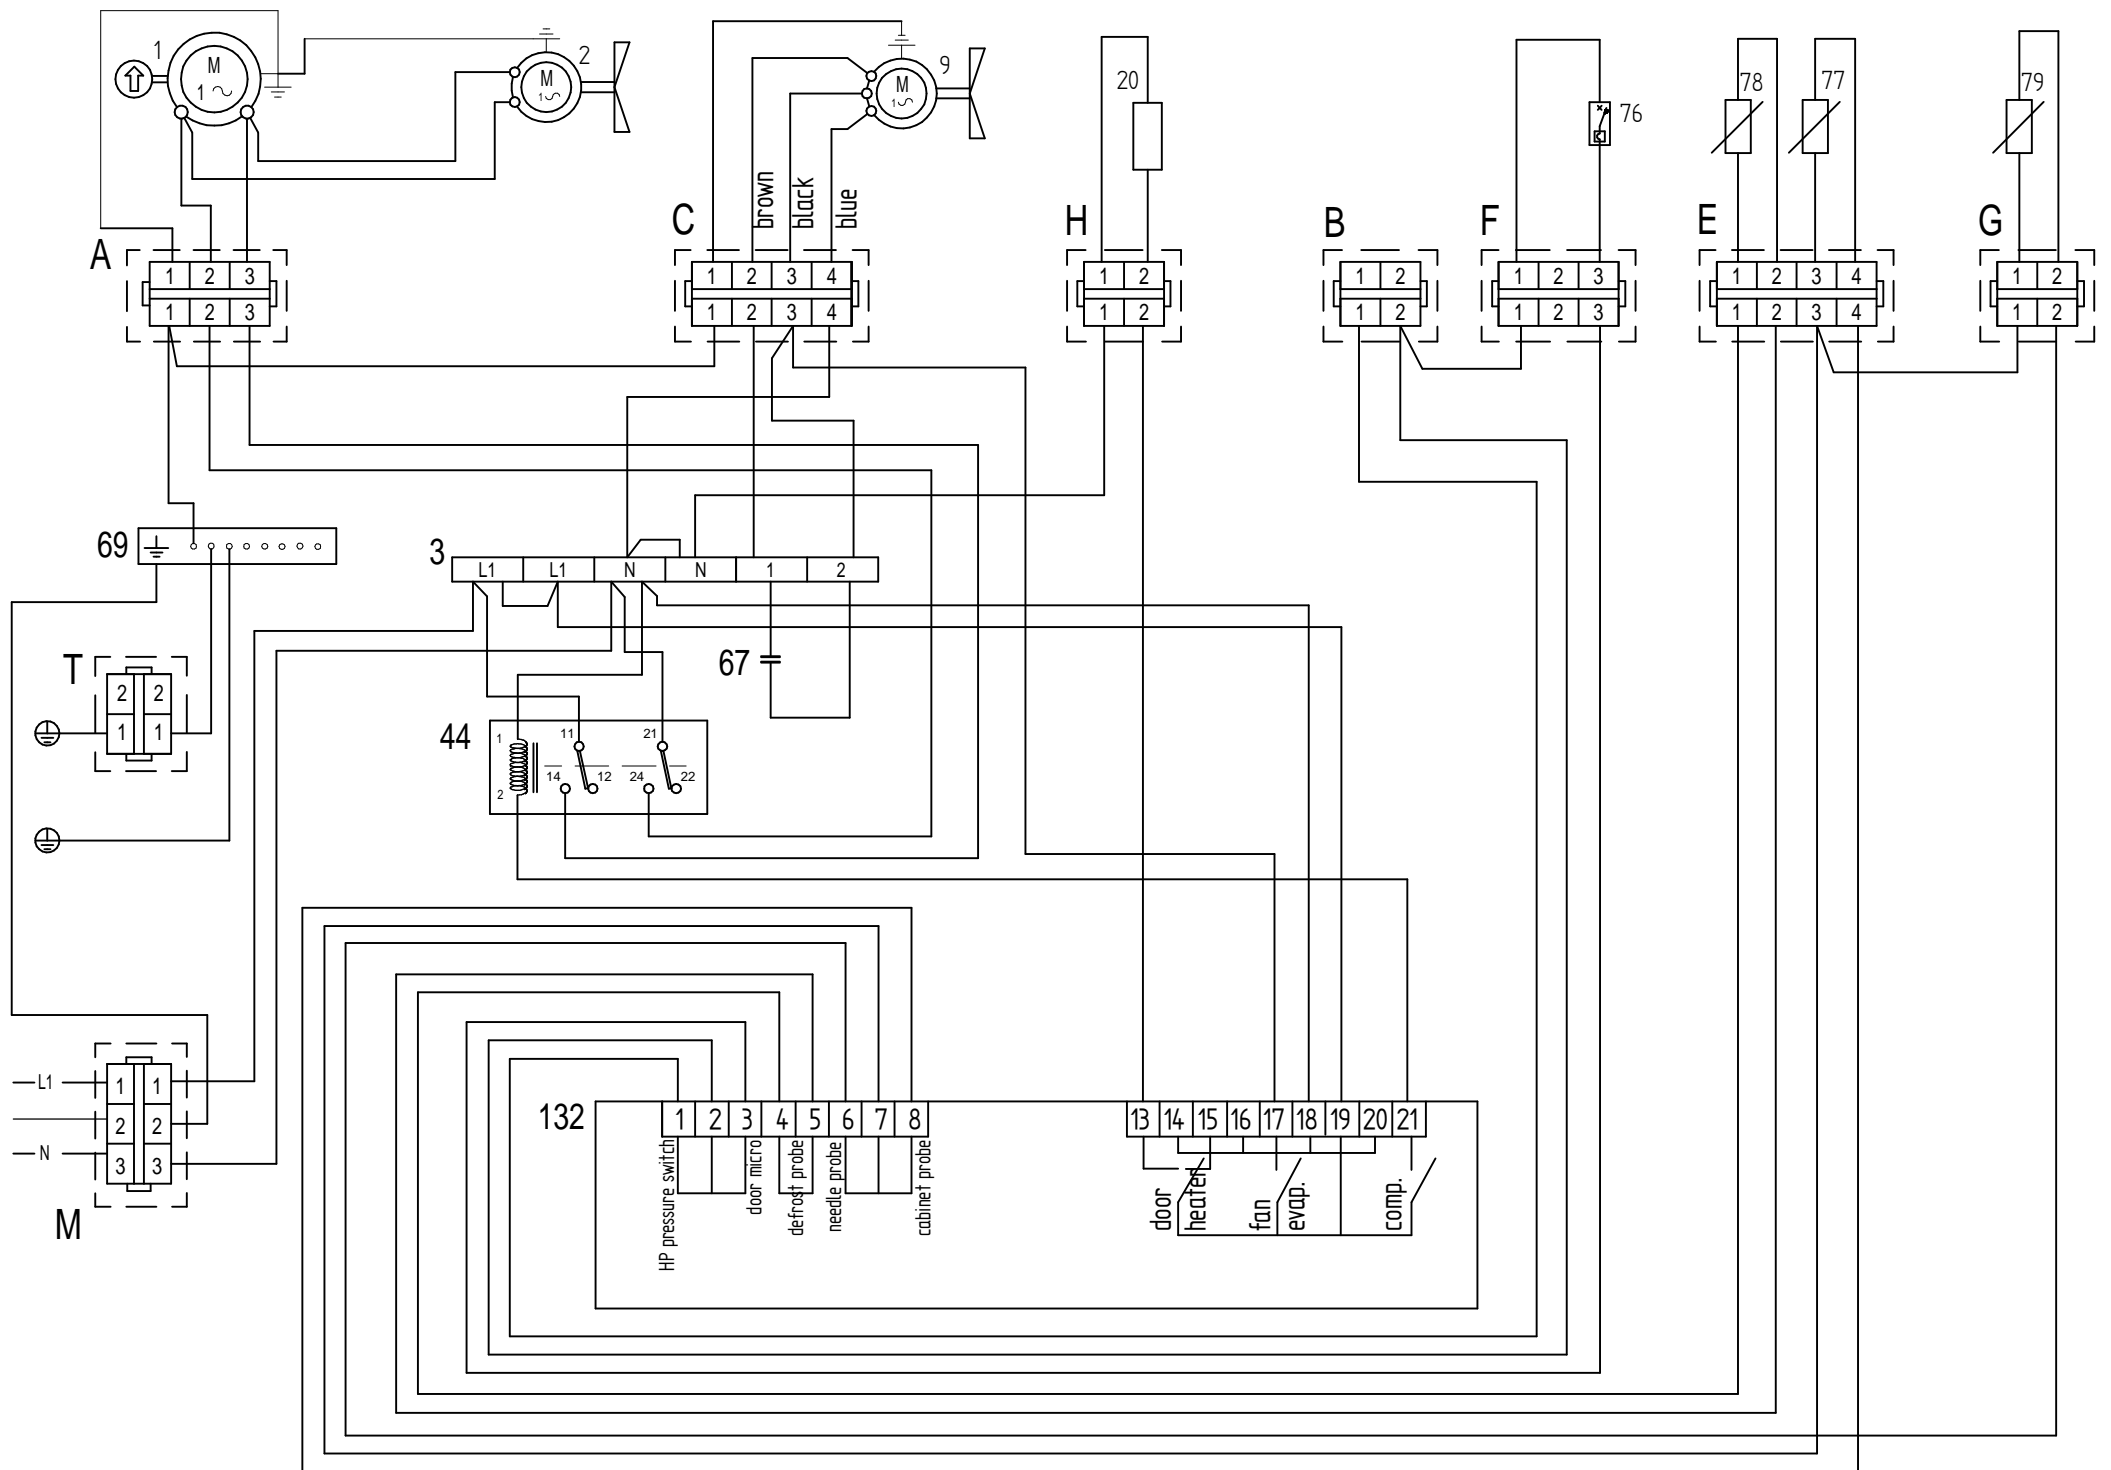 1
M
1
2
M
1
9
M
1
20
76
78
77
79
brown
black
blue
A
C
H
B
F
E
G
1 2 3
1 2 3 4
1 2
1 2
1 2 3
1 2 3 4
1 2
1 2 3
1 2 3 4
1 2
1 2
1 2 3
1 2 3 4
1 2
69
3
L1 L1 N N 1 2
T
2 2
1 1
67
44
1
2
11
14
12
21
24
22
L1
N
1 1
2 2
3 3
M
132
1 2 3 4 5 6 7 8
13 14 15 16 17 18 19 20 21
HP pressure switch
door micro
defrost probe
needle probe
cabinet probe
door
heater
fan
evap.
comp.